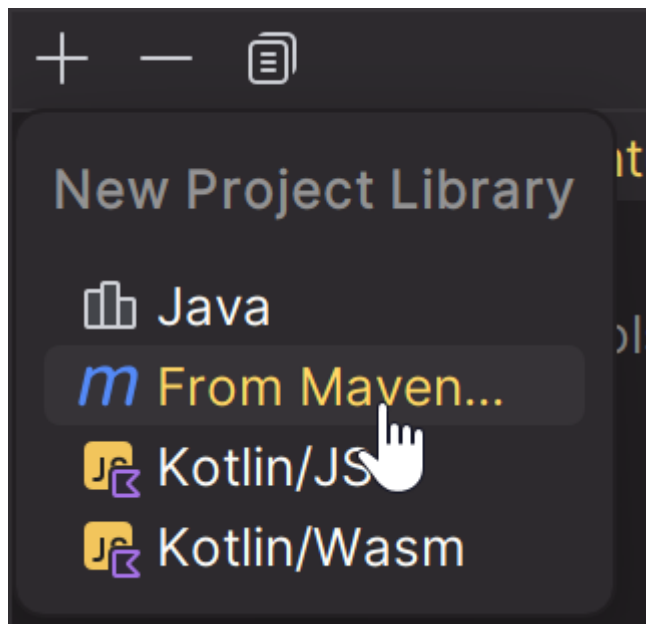 New Project Library
Java
m From Maven...
Kotlin/JS
Kotlin/Wasm